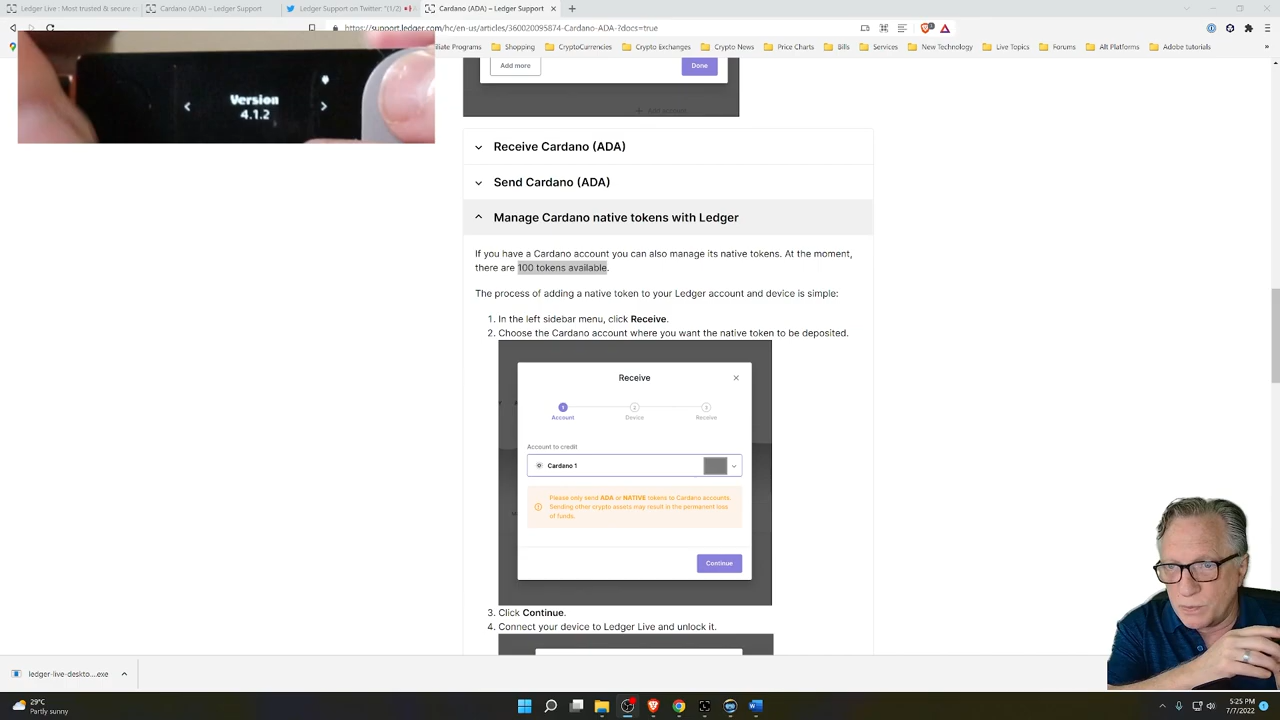 Ledger Live : Most trusted & secure c
Cardano (ADA) – Ledger Support
Ledger Support on Twitter: "(1/2)
Cardano (ADA) – Ledger Support
support.ledger.com/hc/en-us/articles/360020095874-Cardano-ADA-?docs=true
iliate Programs
Shopping
CryptoCurrencies
Crypto Exchanges
Crypto News
Price Charts
Bills
Services
New Technology
Live Topics
Forums
Alt Platforms
Adobe tutorials
»
Version
4.1.2
Add more
Done
Add account
Receive Cardano (ADA)
Send Cardano (ADA)
Manage Cardano native tokens with Ledger
If you have a Cardano account you can also manage its native tokens. At the moment,
there are 100 tokens available.
The process of adding a native token to your Ledger account and device is simple:
1. In the left sidebar menu, click Receive.
2. Choose the Cardano account where you want the native token to be deposited.
Receive
1
2
3
Account
Device
Receive
Account to credit
Cardano 1
Please only send ADA or NATIVE tokens to Cardano accounts.
Sending other crypto assets may result in the permanent loss
of funds.
Continue
3. Click Continue.
4. Connect your device to Ledger Live and unlock it.
ledger-live-deskto....exe
29°C
Partly sunny
5:25 PM
7/7/2022